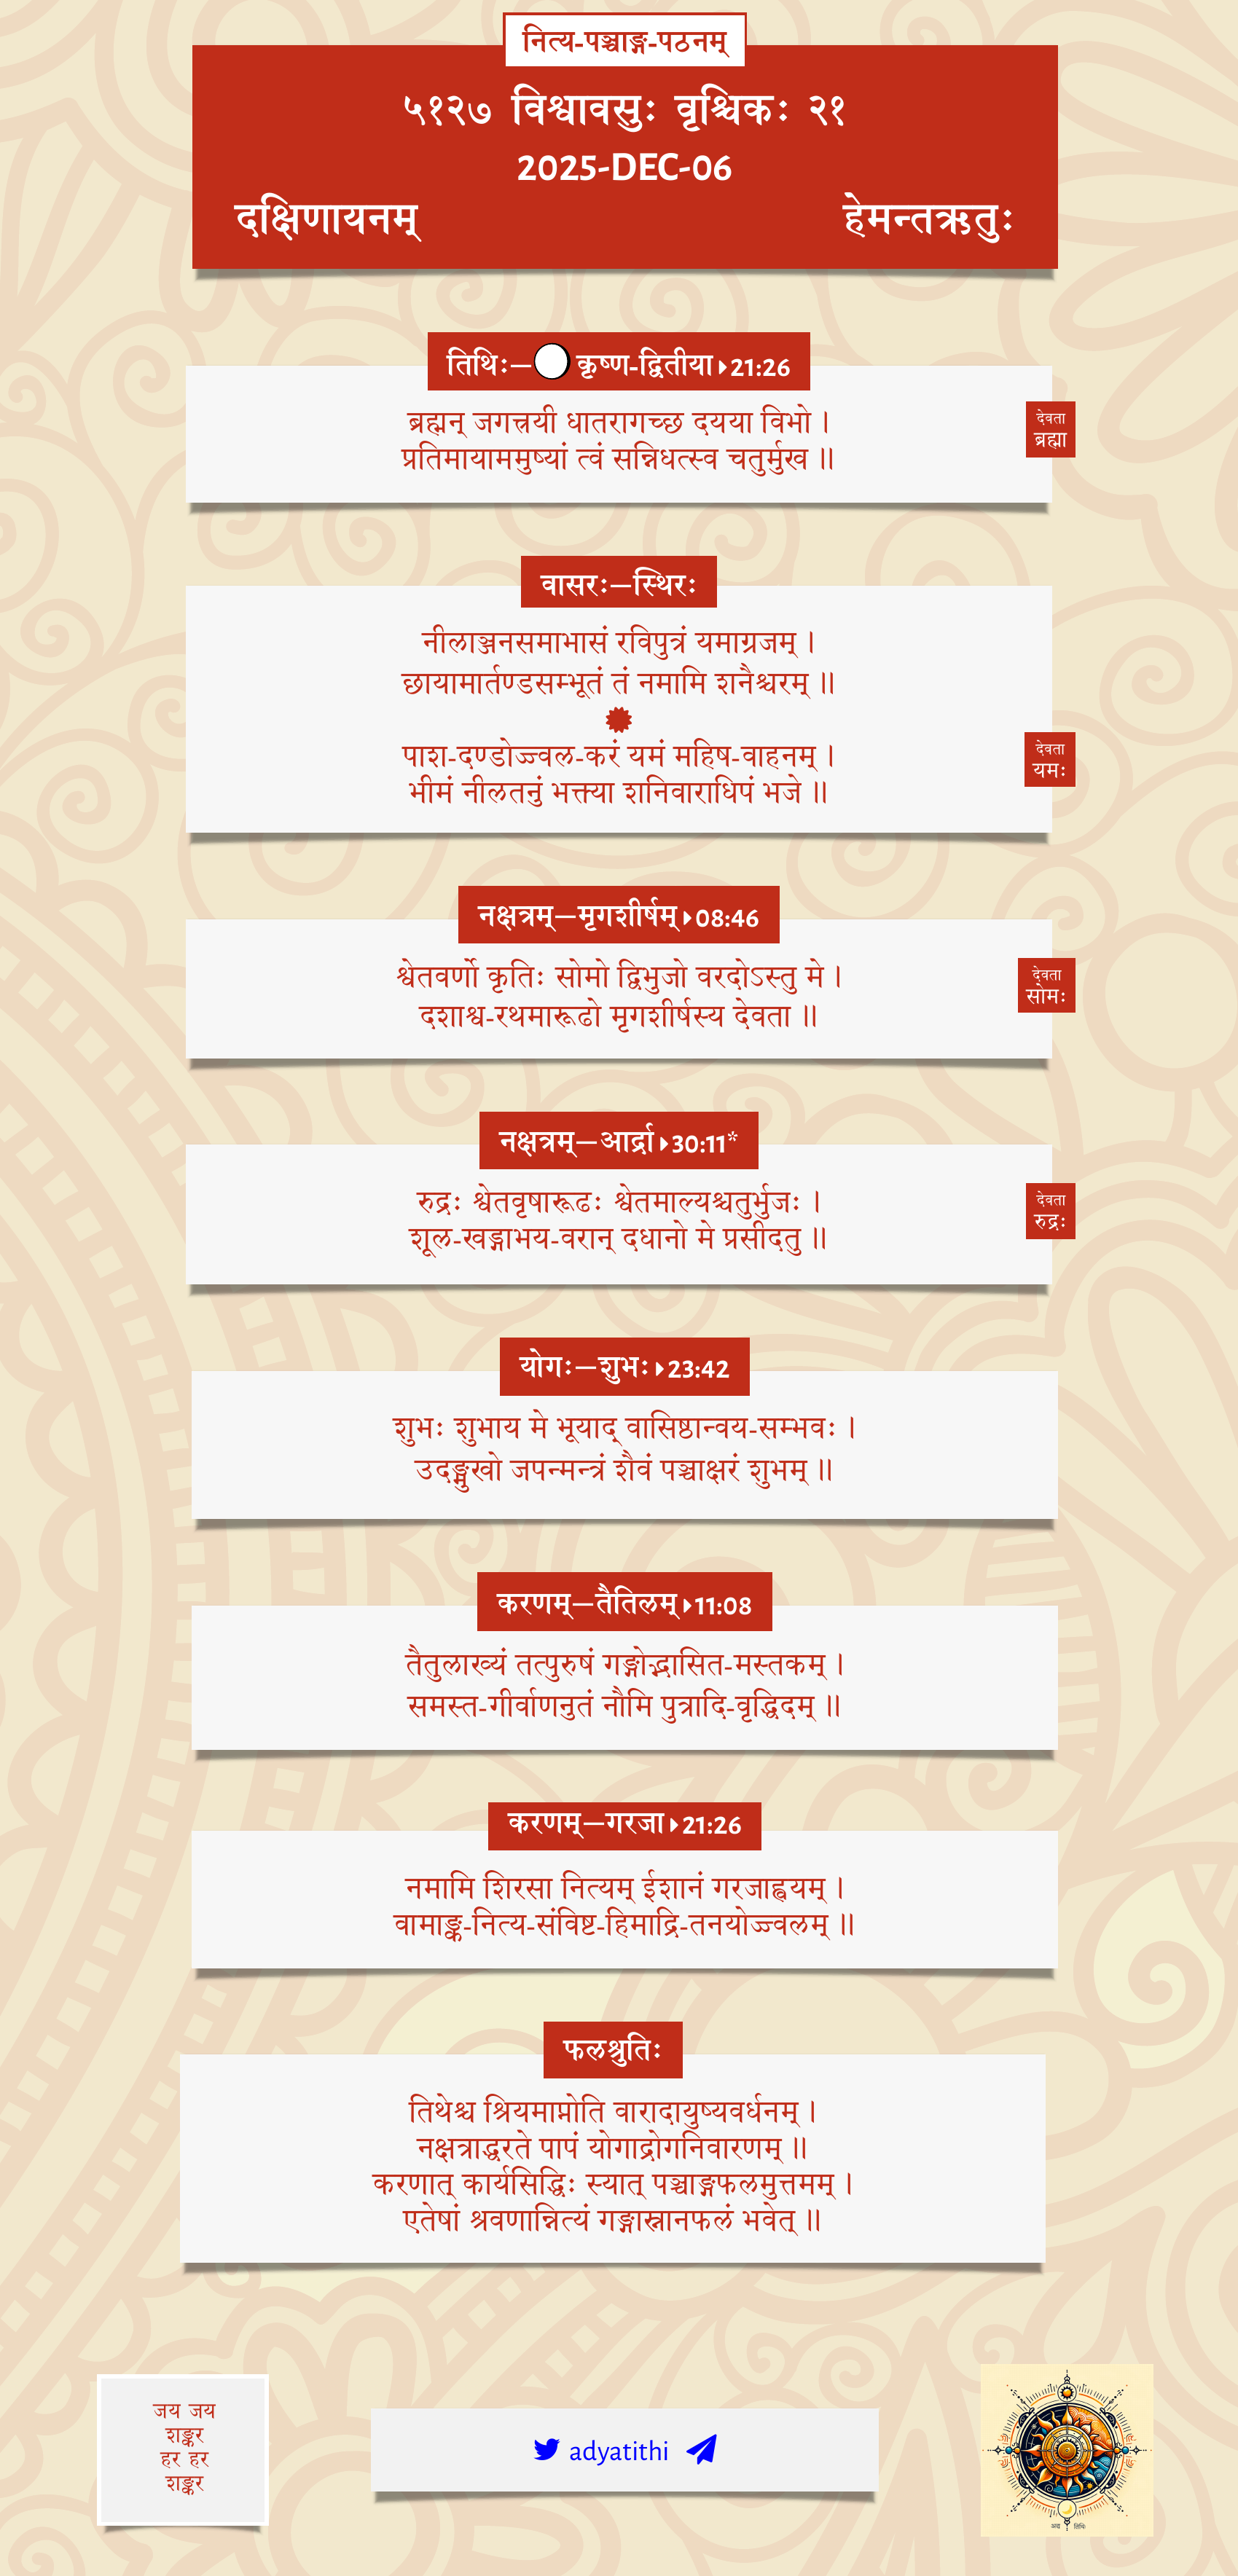 नित्य-पञ्चाङ्ग-पठनम्
५१२७ विश्वावसुः वृश्चिकः २१
2025-DEC-06
दक्षिणायनम् हेमन्तऋतुः
तिथिः— कृष्ण-द्वितीया 21:26
ब्रह्मन् जगत्त्रयी धातरागच्छ दयया विभो ।
प्रतिमायाममुष्यां त्वं सन्निधत्स्व चतुर्मुख ॥
देवता
ब्रह्मा
वासरः—स्थिरः
नीलाञ्जनसमाभासं रविपुत्रं यमाग्रजम् ।
छायामार्तण्डसम्भूतं तं नमामि शनैश्चरम् ॥
पाश-दण्डोज्ज्वल-करं यमं महिष-वाहनम् ।
भीमं नीलतनुं भक्त्या शनिवाराधिपं भजे ॥
देवता
यमः
नक्षत्रम्—मृगशीर्षम् 08:46
श्वेतवर्णो कृतिः सोमो द्विभुजो वरदोऽस्तु मे ।
दशाश्व-रथमारूढो मृगशीर्षस्य देवता ॥
देवता
सोमः
नक्षत्रम्—आर्द्रा 30:11*
रुद्रः श्वेतवृषारूढः श्वेतमाल्यश्चतुर्भुजः ।
शूल-खड्गाभय-वरान् दधानो मे प्रसीदतु ॥
देवता
रुद्रः
योगः—शुभः 23:42
शुभः शुभाय मे भूयाद् वासिष्ठान्वय-सम्भवः ।
उदङ्मुखो जपन्मन्त्रं शैवं पञ्चाक्षरं शुभम् ॥
करणम्—तैतिलम् 11:08
तैतुलाख्यं तत्पुरुषं गङ्गोद्भासित-मस्तकम् ।
समस्त-गीर्वाणनुतं नौमि पुत्रादि-वृद्धिदम् ॥
करणम्—गरजा 21:26
नमामि शिरसा नित्यम् ईशानं गरजाह्वयम् ।
वामाङ्क-नित्य-संविष्ट-हिमाद्रि-तनयोज्ज्वलम् ॥
फलश्रुतिः
तिथेश्च श्रियमाप्नोति वारादायुष्यवर्धनम् ।
नक्षत्राद्धरते पापं योगाद्रोगनिवारणम् ॥
करणात् कार्यसिद्धिः स्यात् पञ्चाङ्गफलमुत्तमम् ।
एतेषां श्रवणान्नित्यं गङ्गास्नानफलं भवेत् ॥
जय जय
शङ्कर
हर हर
शङ्कर
adyatithi
अद्य तिथिः